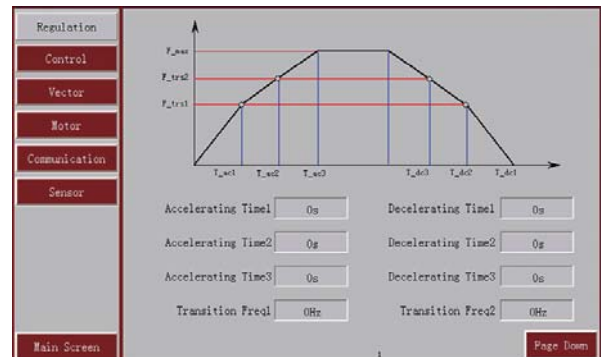 Regulation
Control
Vector
Motor
Communication
Sensor
Main Screen
F_max
F_trs2
F_trs1
T_ac1 T_ac2 T_ac3 T_dc3 T_dc2 T_dc1
Accelerating Time1 0s Decelerating Time1 0s
Accelerating Time2 0s Decelerating Time2 0s
Accelerating Time3 0s Decelerating Time3 0s
Transition Freq1 0Hz Transition Freq2 0Hz
1
Page Down